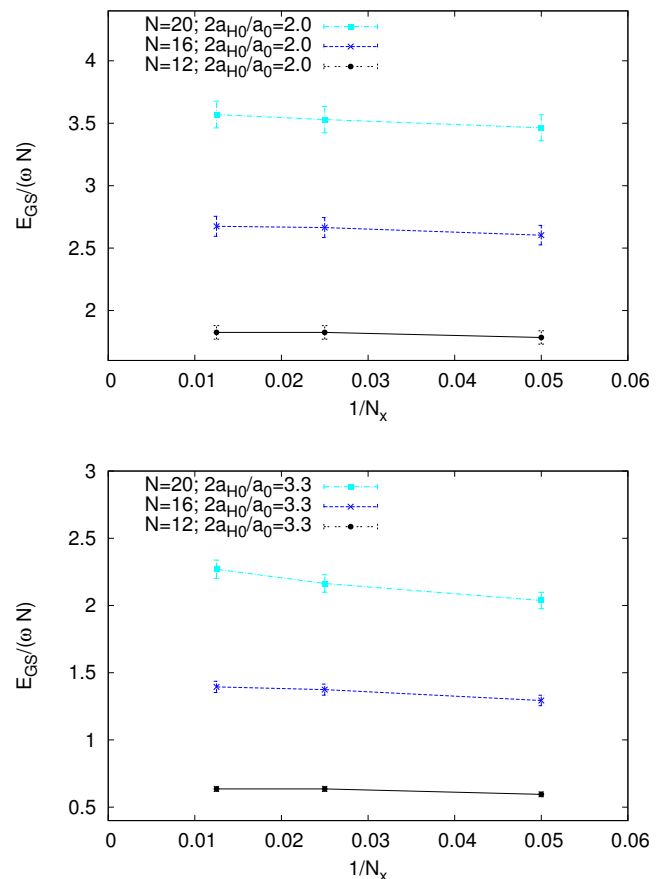 N=20; 2a_H0/a_0=2.0
N=16; 2a_H0/a_0=2.0
N=12; 2a_H0/a_0=2.0
4
3.5
3
2.5
2
E_GS/(ω N)
0 0.01 0.02 0.03 0.04 0.05 0.06
1/N_x
N=20; 2a_H0/a_0=3.3
N=16; 2a_H0/a_0=3.3
N=12; 2a_H0/a_0=3.3
3
2.5
2
1.5
1
0.5
E_GS/(ω N)
0 0.01 0.02 0.03 0.04 0.05 0.06
1/N_x